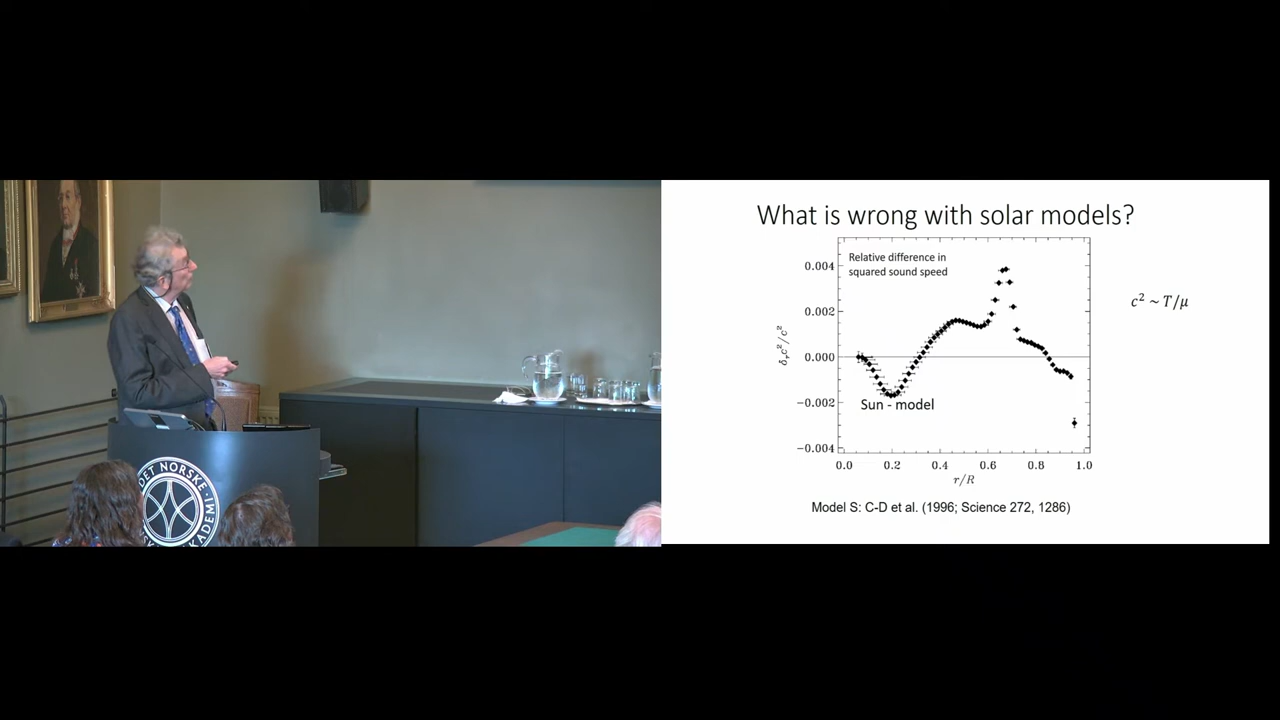 What is wrong with solar models?
Relative difference in
squared sound speed
c² ~ T/μ
0.004
0.002
0.000
−0.002
−0.004
δᵣc²/c²
Sun - model
0.0 0.2 0.4 0.6 0.8 1.0
r/R
Model S: C-D et al. (1996; Science 272, 1286)
DET NORSKE